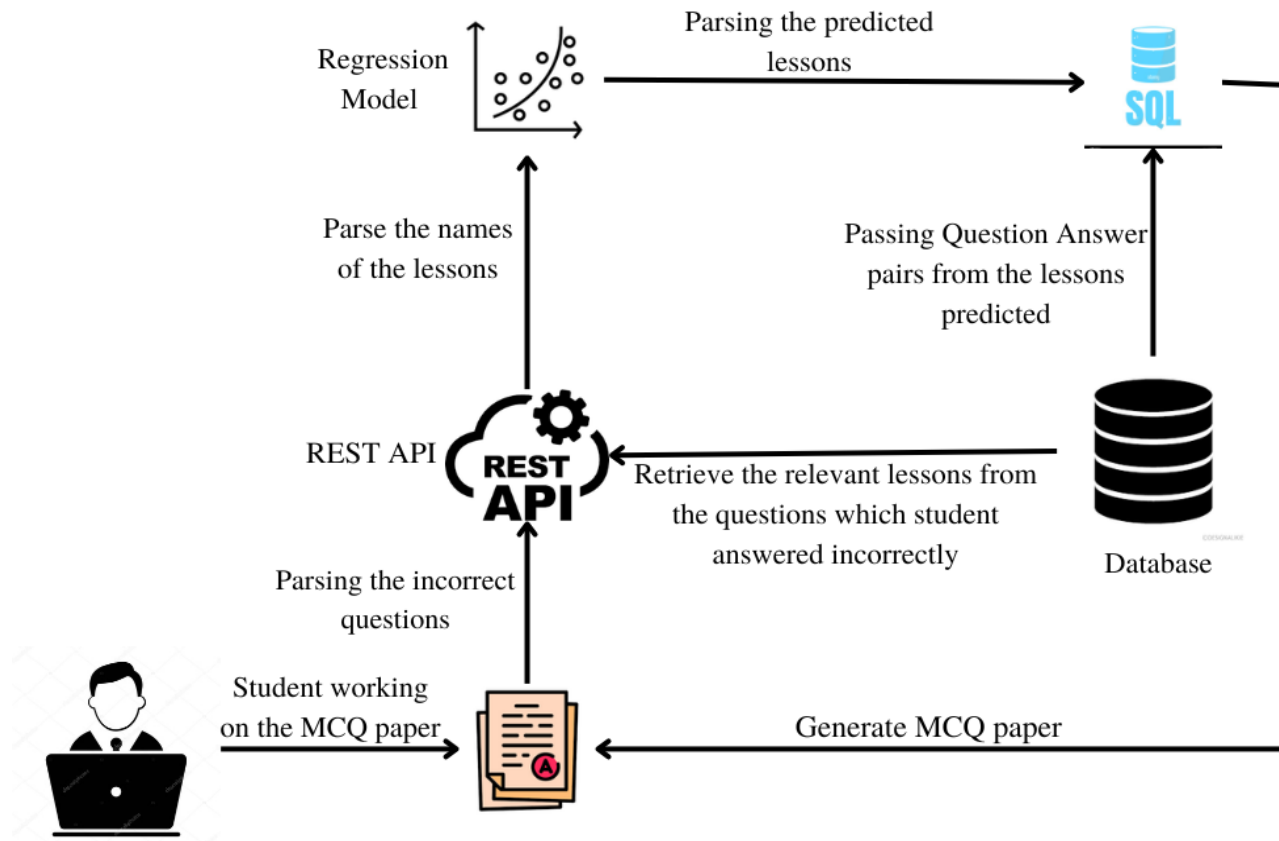 Regression
Model
Parsing the predicted
lessons
SQL
Parse the names
of the lessons
Passing Question Answer
pairs from the lessons
predicted
REST API
REST
API
Retrieve the relevant lessons from
the questions which student
answered incorrectly
Database
Parsing the incorrect
questions
Student working
on the MCQ paper
A
Generate MCQ paper